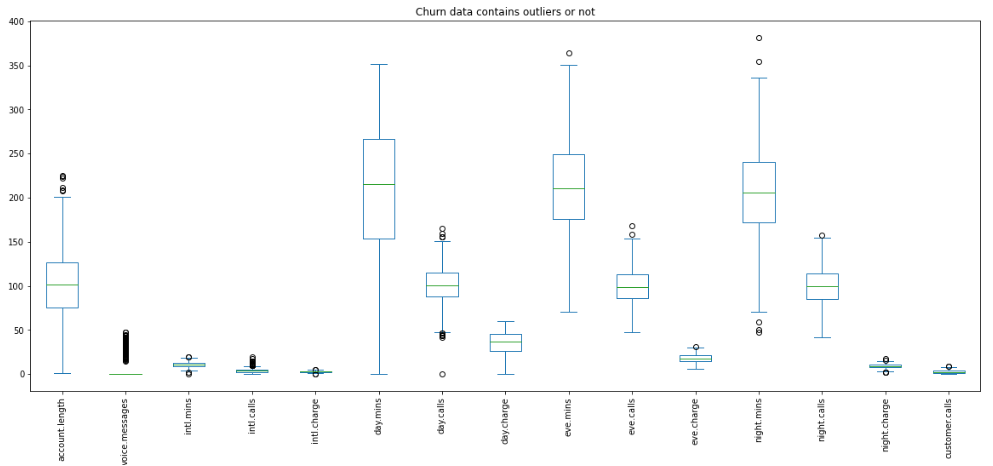 Churn data contains outliers or not
400
350
300
250
200
150
100
50
0
account.length
voice.messages
intl.mins
intl.calls
intl.charge
day.mins
day.calls
day.charge
eve.mins
eve.calls
eve.charge
night.mins
night.calls
night.charge
customer.calls